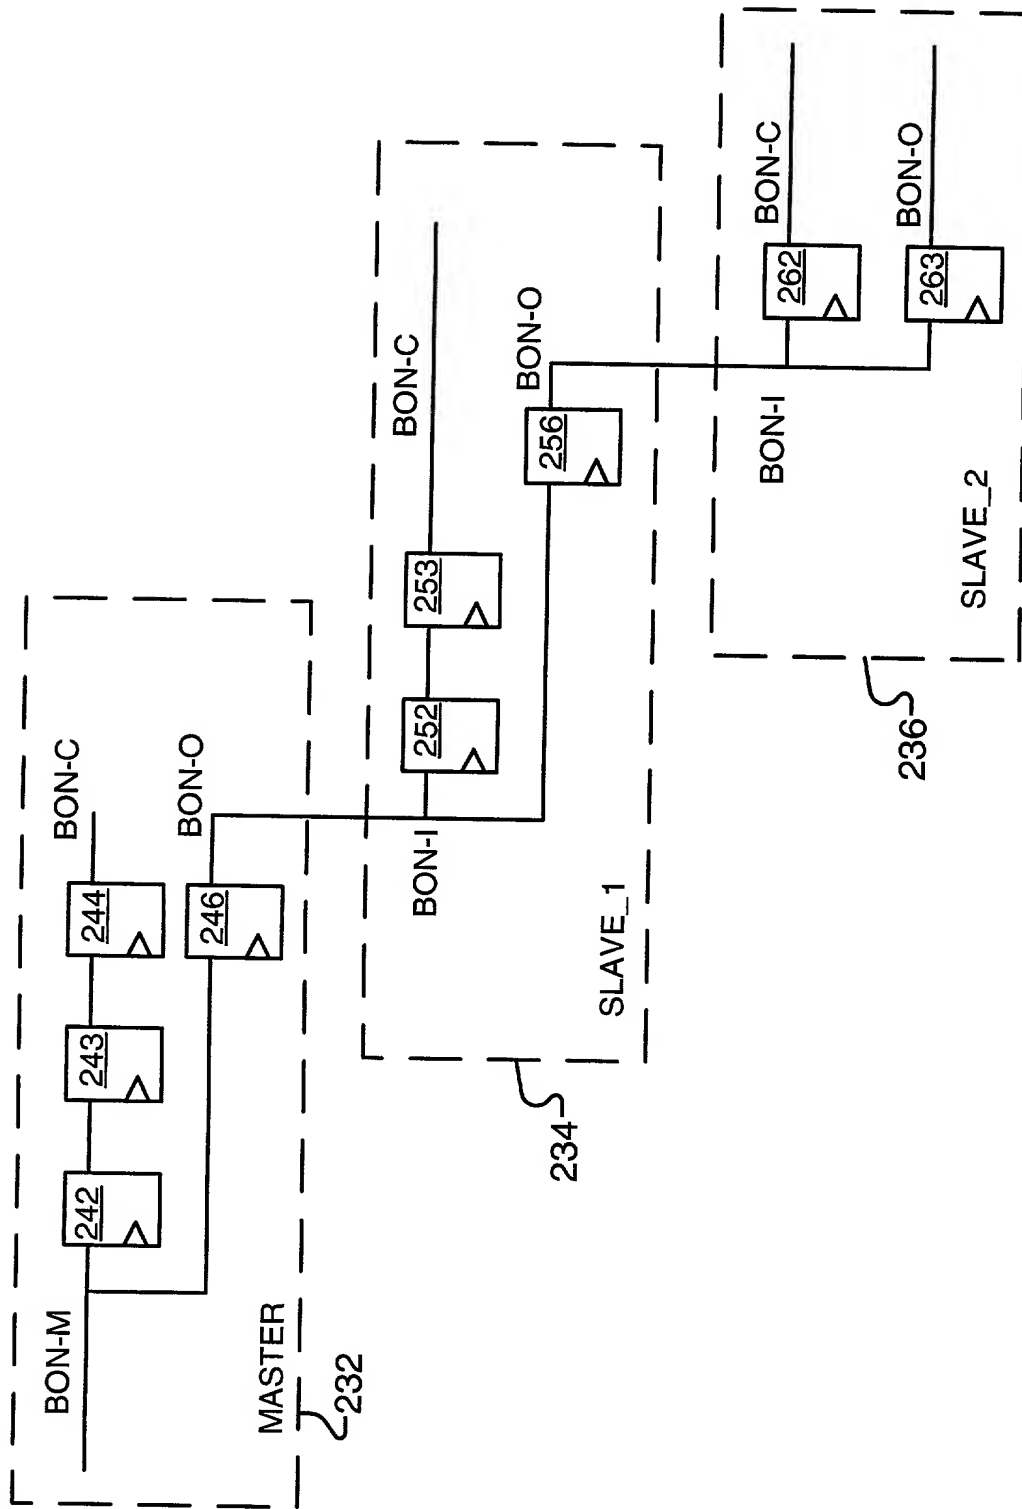 BON-M
242
243
244
BON-C
246
BON-O
MASTER
232
BON-I
252
253
BON-C
256
BON-O
SLAVE_1
234
BON-I
262
BON-C
263
BON-O
SLAVE_2
236